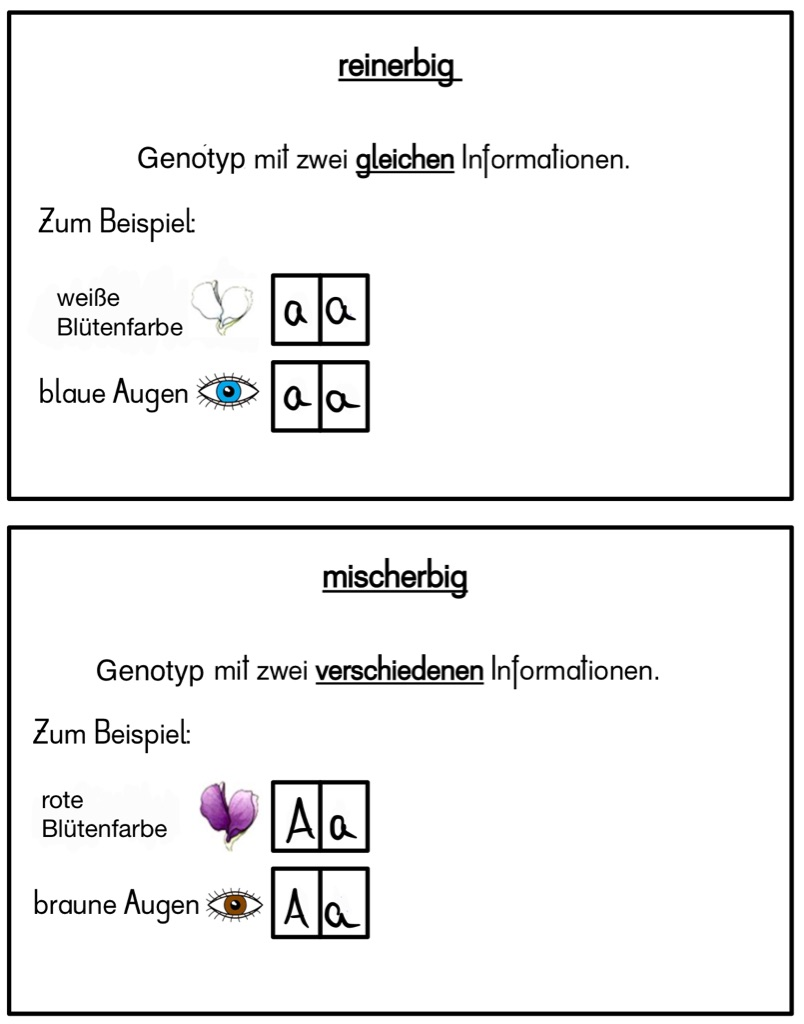 reinerbig
Genotyp mit zwei gleichen Informationen.
Zum Beispiel:
weiße
Blütenfarbe
a a
blaue Augen a a
mischerbig
Genotyp mit zwei verschiedenen Informationen.
Zum Beispiel:
rote
Blütenfarbe
A a
braune Augen A a